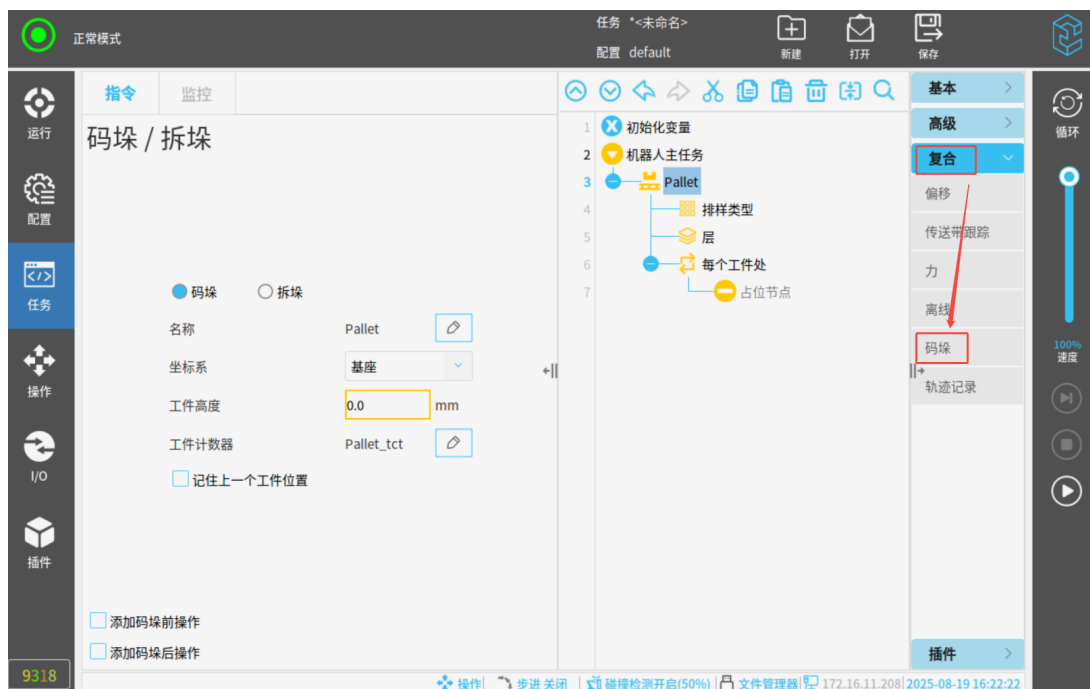 正常模式
任务 *<未命名>
配置 default
新建
打开
保存
运行
配置
任务
操作
I/O
插件
9318
指令
监控
码垛 / 拆垛
码垛
拆垛
名称 Pallet
坐标系 基座
工件高度 0.0 mm
工件计数器 Pallet_tct
记住上一个工件位置
添加码垛前操作
添加码垛后操作
1 初始化变量
2 机器人主任务
3 Pallet
4 排样类型
5 层
6 每个工件处
7 占位节点
基本
高级
复合
偏移
传送带跟踪
力
离线
码垛
轨迹记录
插件
循环
100%
速度
操作 步进 关闭 碰撞检测开启(50%) 文件管理器 172.16.11.208 2025-08-19 16:22:22